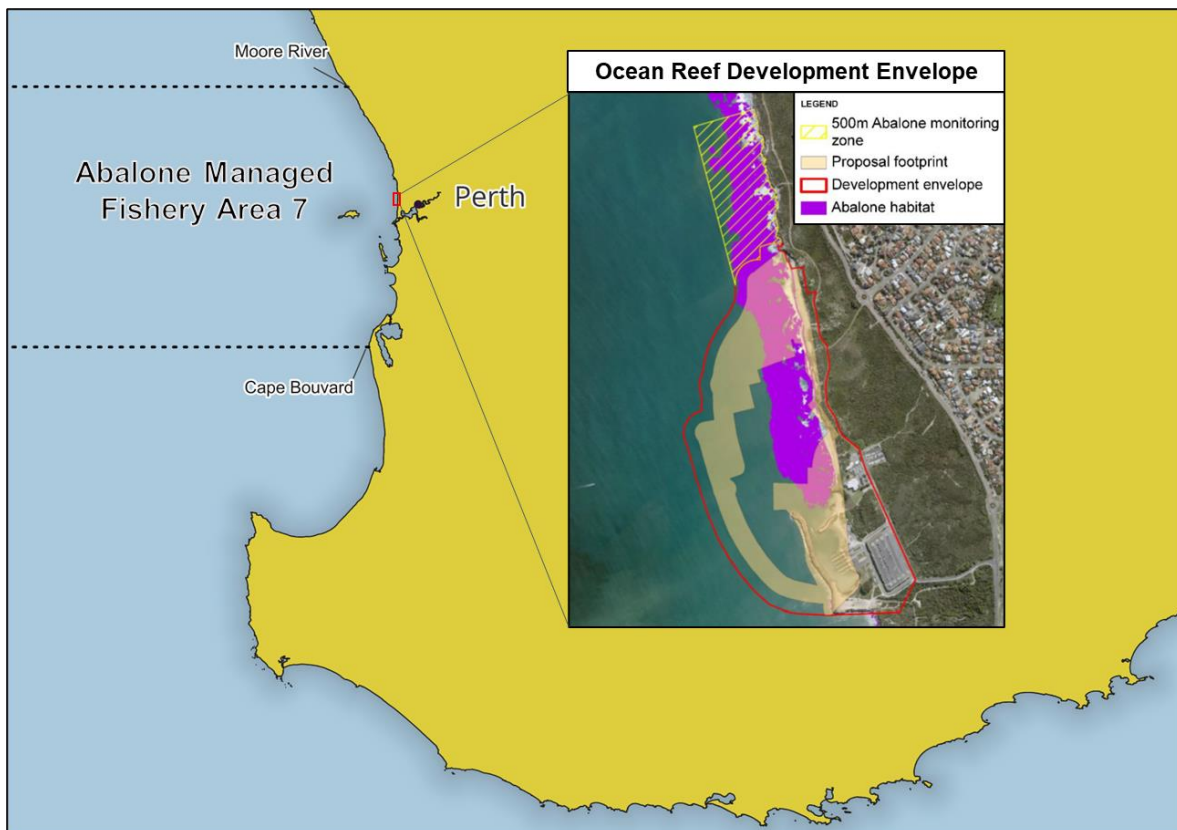 Moore River
Abalone Managed
Fishery Area 7
Perth
Cape Bouvard
Ocean Reef Development Envelope
LEGEND
500m Abalone monitoring
zone
Proposal footprint
Development envelope
Abalone habitat